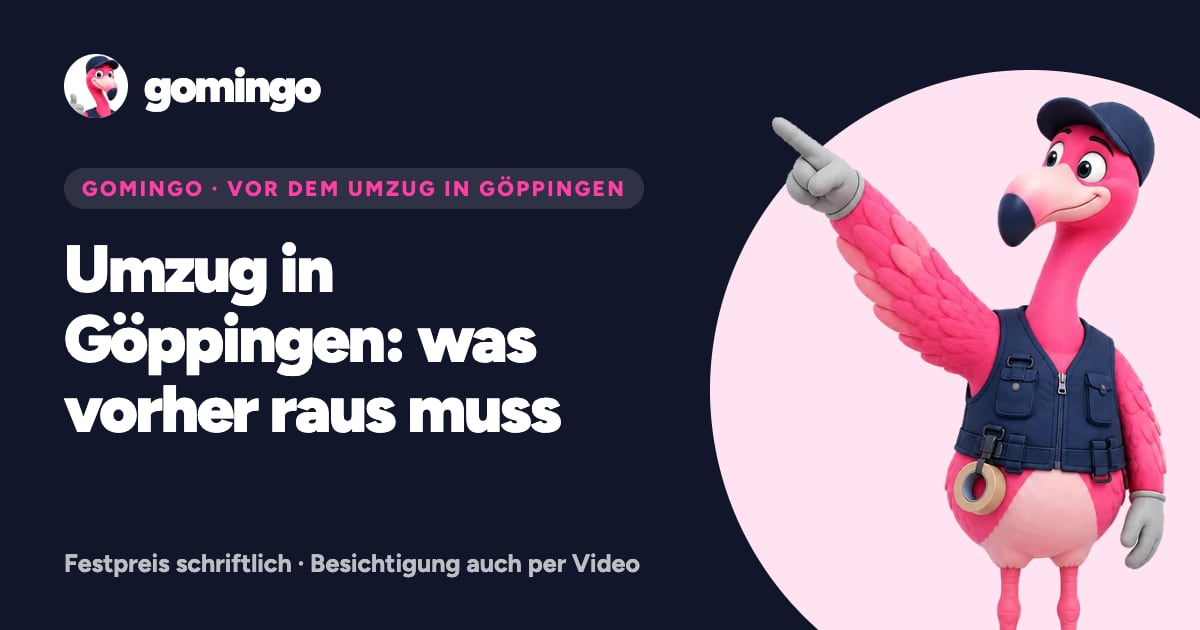 gomingo
GOMINGO · VOR DEM UMZUG IN GÖPPINGEN
Umzug in
Göppingen: was
vorher raus muss
Festpreis schriftlich · Besichtigung auch per Video